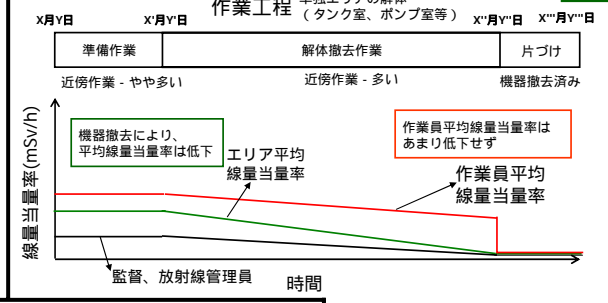 作業工程
単独エリアの解体
(タンク室、ポンプ室等)
X月Y日
X'月Y'日
X''月Y''日
X'''月Y'''日
準備作業
解体撤去作業
片づけ
近傍作業 - やや多い
近傍作業 - 多い
機器撤去済み
線量当量率(mSv/h)
機器撤去により、
平均線量当量率は低下
エリア平均
線量当量率
作業員平均線量当量率は
あまり低下せず
作業員平均
線量当量率
監督、放射線管理員
時間